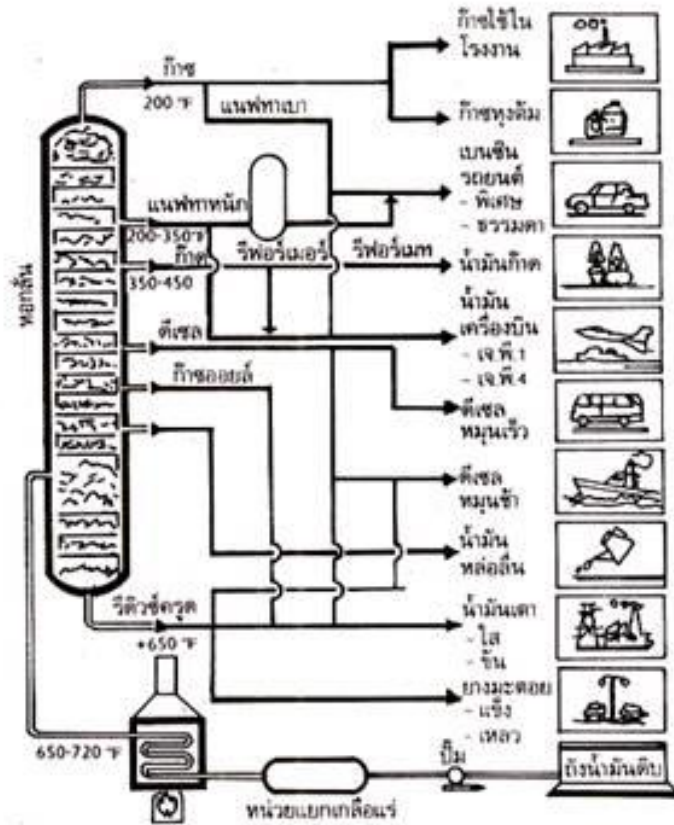 ก๊าซใช้ใน
โรงงาน
ก๊าซ
200 °F
แนฟทาเบา
ก๊าซหุงต้ม
เบนซิน
รถยนต์
- พิเศษ
- ธรรมดา
แนฟทาหนัก
200-350°F
ก๊าด
รีฟอร์เมอร์
รีฟอร์เมท
น้ำมันก๊าด
350-450
หอกลั่น
น้ำมัน
เครื่องบิน
- เจ.พี.1
- เจ.พี.4
ดีเซล
ก๊าซออยล์
ดีเซล
หมุนเร็ว
ดีเซล
หมุนช้า
น้ำมัน
หล่อลื่น
รีดิวซ์ครูด
+650 °F
น้ำมันเตา
- ใส
- ข้น
ยางมะตอย
- แข็ง
- เหลว
650-720 °F
ปั๊ม
ถังน้ำมันดิบ
หน่วยแยกเกลือแร่